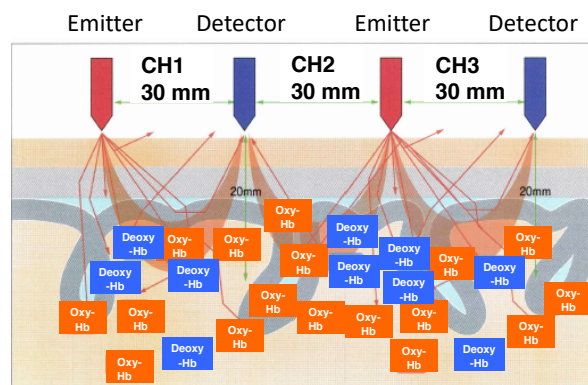 Emitter
Detector
Emitter
Detector
CH1
30 mm
CH2
30 mm
CH3
30 mm
20mm
20mm
Oxy-
Hb
Deoxy
-Hb
Deoxy
-Hb
Oxy-
Hb
Oxy-
Hb
Deoxy
-Hb
Oxy-
Hb
Oxy-
Hb
Deoxy
-Hb
Deoxy
-Hb
Deoxy
-Hb
Oxy-
Hb
Deoxy
-Hb
Deoxy
-Hb
Oxy-
Hb
Oxy-
Hb
Oxy-
Hb
Oxy-
Hb
Oxy-
Hb
Oxy-
Hb
Oxy-
Hb
Oxy-
Hb
Oxy-
Hb
Oxy-
Hb
Deoxy
-Hb
Oxy-
Hb
Deoxy
-Hb
Oxy-
Hb